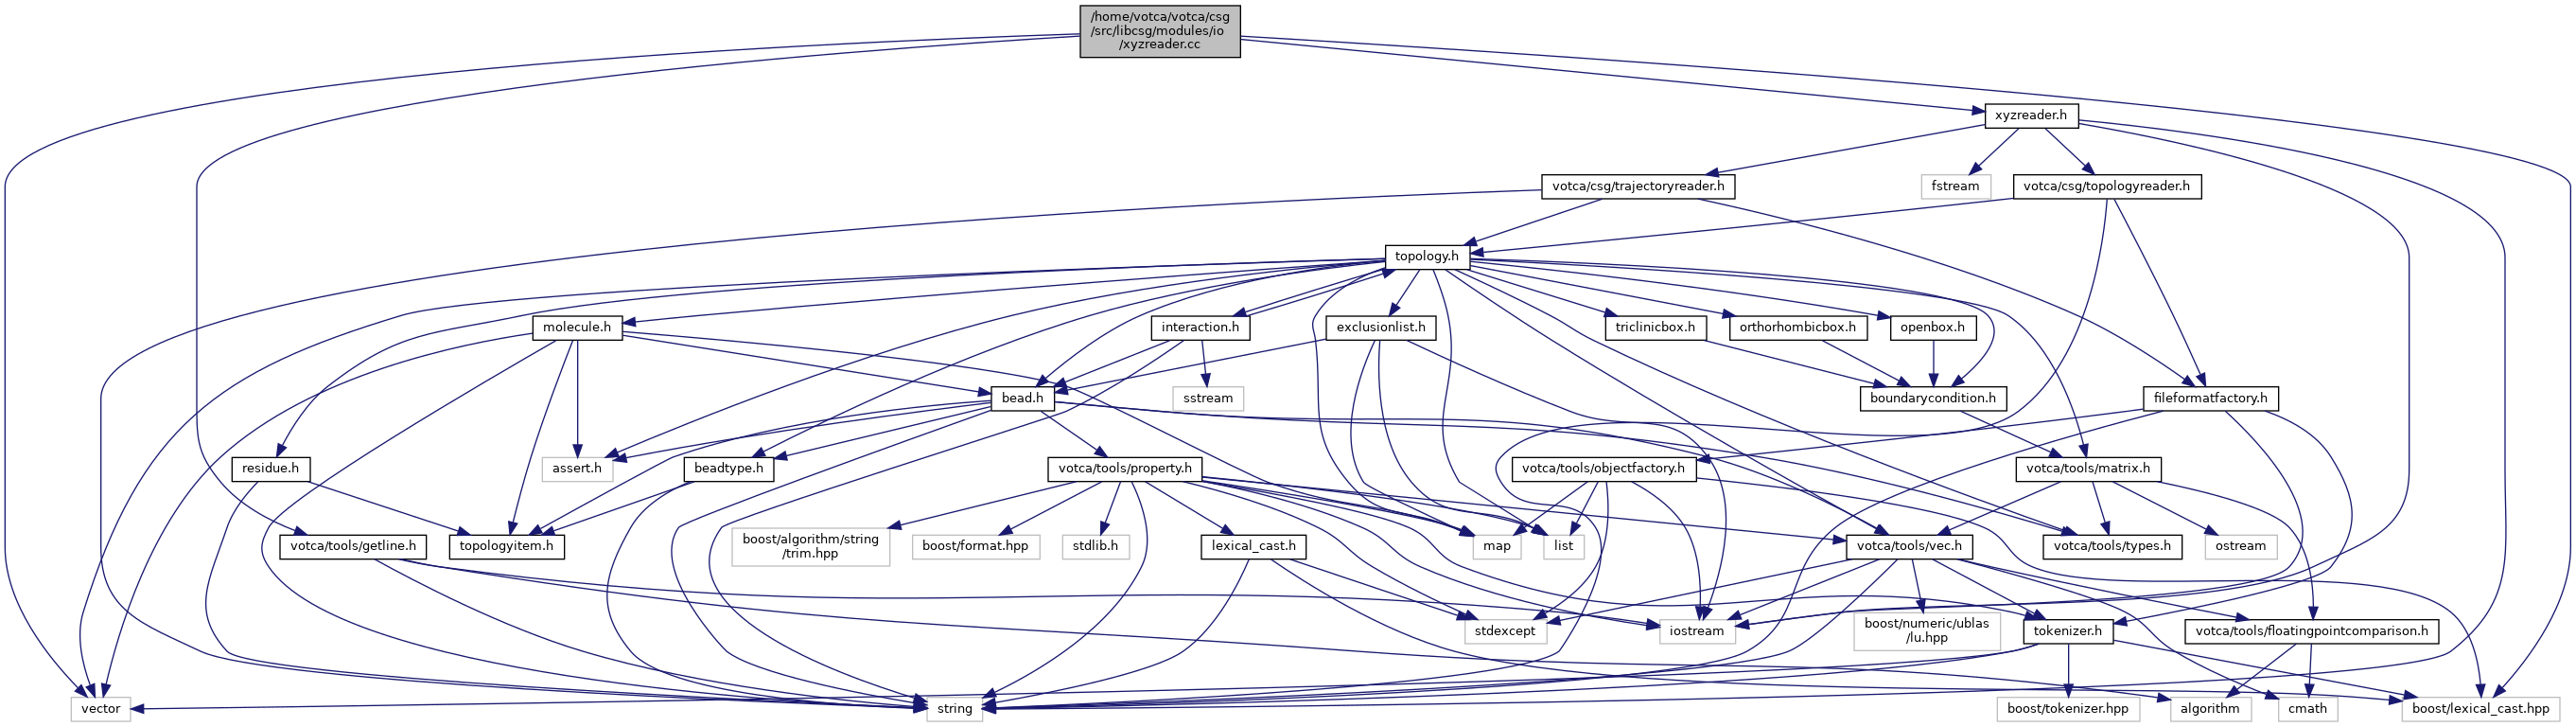 /home/votca/votca/csg
/src/libcsg/modules/io
/xyzreader.cc
xyzreader.h
votca/csg/trajectoryreader.h
fstream
votca/csg/topologyreader.h
topology.h
molecule.h
interaction.h
exclusionlist.h
triclinicbox.h
orthorhombicbox.h
openbox.h
bead.h
sstream
boundarycondition.h
fileformatfactory.h
residue.h
assert.h
beadtype.h
votca/tools/property.h
votca/tools/objectfactory.h
votca/tools/matrix.h
votca/tools/getline.h
topologyitem.h
boost/algorithm/string
/trim.hpp
boost/format.hpp
stdlib.h
lexical_cast.h
map
list
votca/tools/vec.h
votca/tools/types.h
ostream
stdexcept
iostream
boost/numeric/ublas
/lu.hpp
tokenizer.h
votca/tools/floatingpointcomparison.h
vector
string
boost/tokenizer.hpp
algorithm
cmath
boost/lexical_cast.hpp